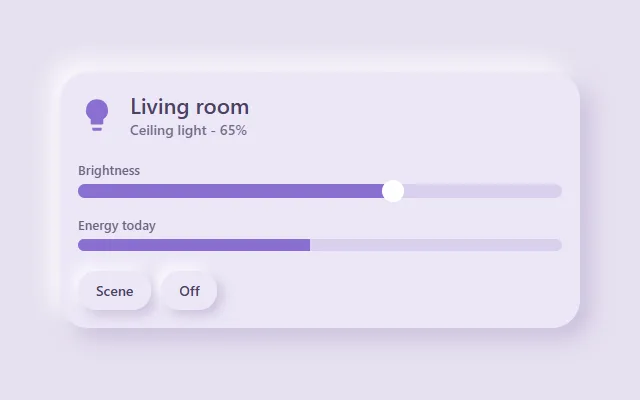 Living room
Ceiling light - 65%
Brightness
Energy today
Scene
Off